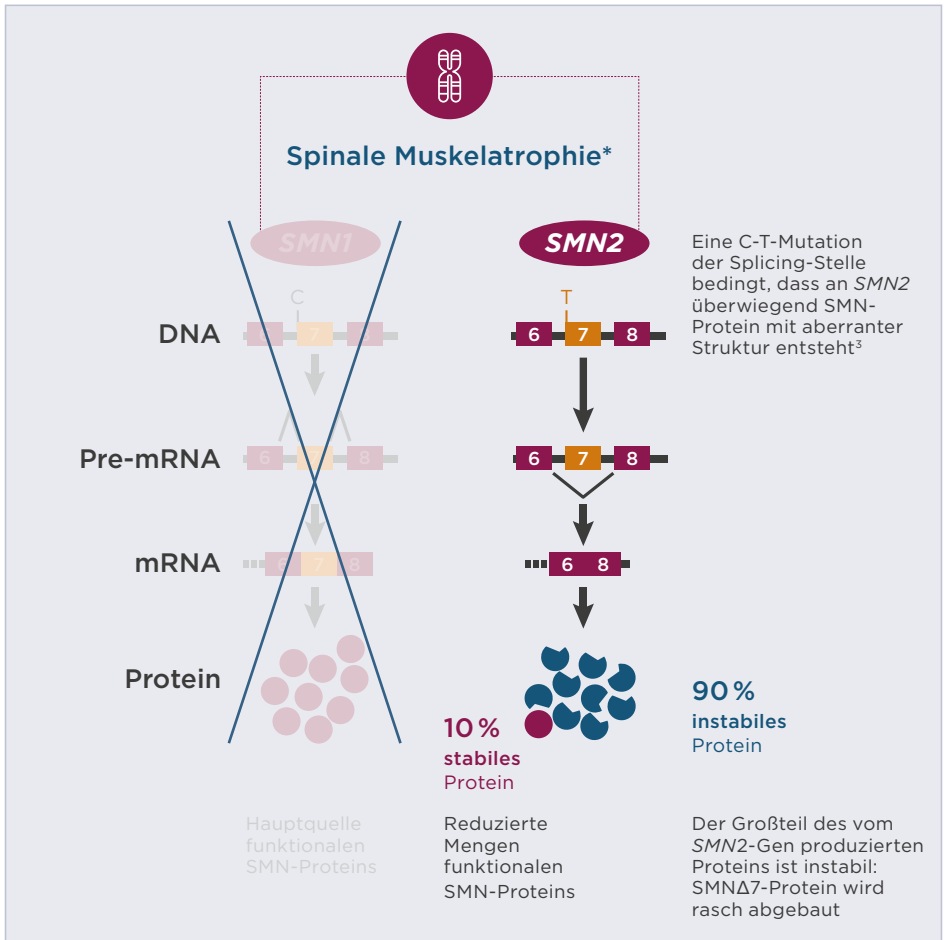 Spinale Muskelatrophie*
SMN1
SMN2
Eine C-T-Mutation
der Splicing-Stelle
bedingt, dass an SMN2
überwiegend SMN-
Protein mit aberranter
Struktur entsteht³
C
T
DNA
6 7 8
6 7 8
Pre-mRNA
6 7 8
6 7 8
mRNA
6 7 8
6 8
Protein
10 %
stabiles
Protein
90 %
instabiles
Protein
Hauptquelle
funktionalen
SMN-Proteins
Reduzierte
Mengen
funktionalen
SMN-Proteins
Der Großteil des vom
SMN2-Gen produzierten
Proteins ist instabil:
SMNΔ7-Protein wird
rasch abgebaut